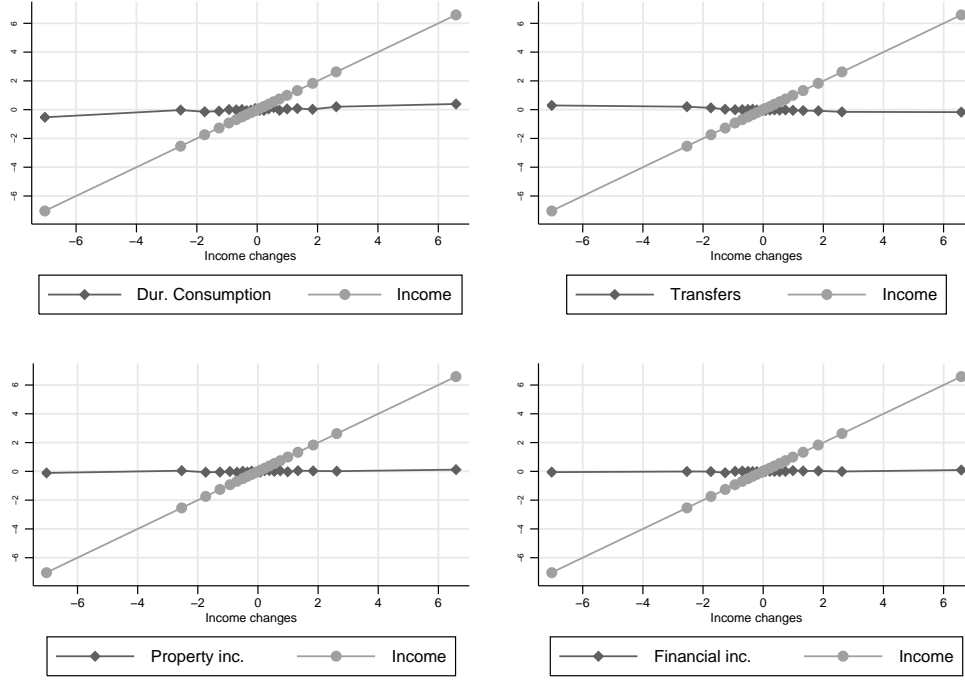 6
4
2
0
−2
−4
−6
−6 −4 −2 0 2 4 6
Income changes
Dur. Consumption Income
6
4
2
0
−2
−4
−6
−6 −4 −2 0 2 4 6
Income changes
Transfers Income
6
4
2
0
−2
−4
−6
−6 −4 −2 0 2 4 6
Income changes
Property inc. Income
6
4
2
0
−2
−4
−6
−6 −4 −2 0 2 4 6
Income changes
Financial inc. Income